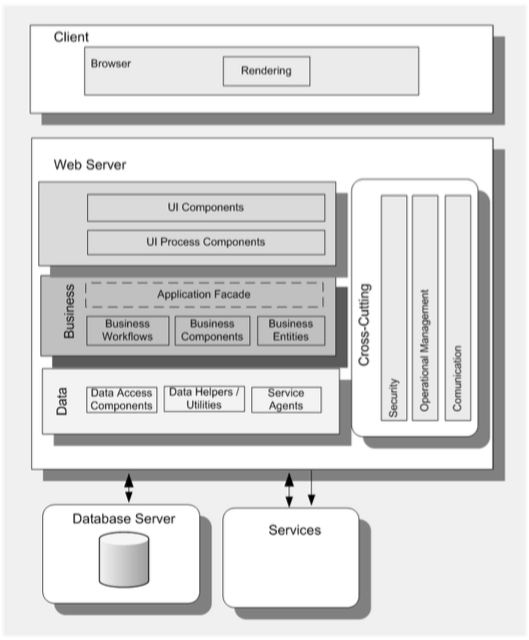 Client
Browser
Rendering
Web Server
UI Components
UI Process Components
Business
Application Facade
Business
Workflows
Business
Components
Business
Entities
Data
Data Access
Components
Data Helpers /
Utilities
Service
Agents
Cross-Cutting
Security
Operational Management
Comunication
Database Server
Services